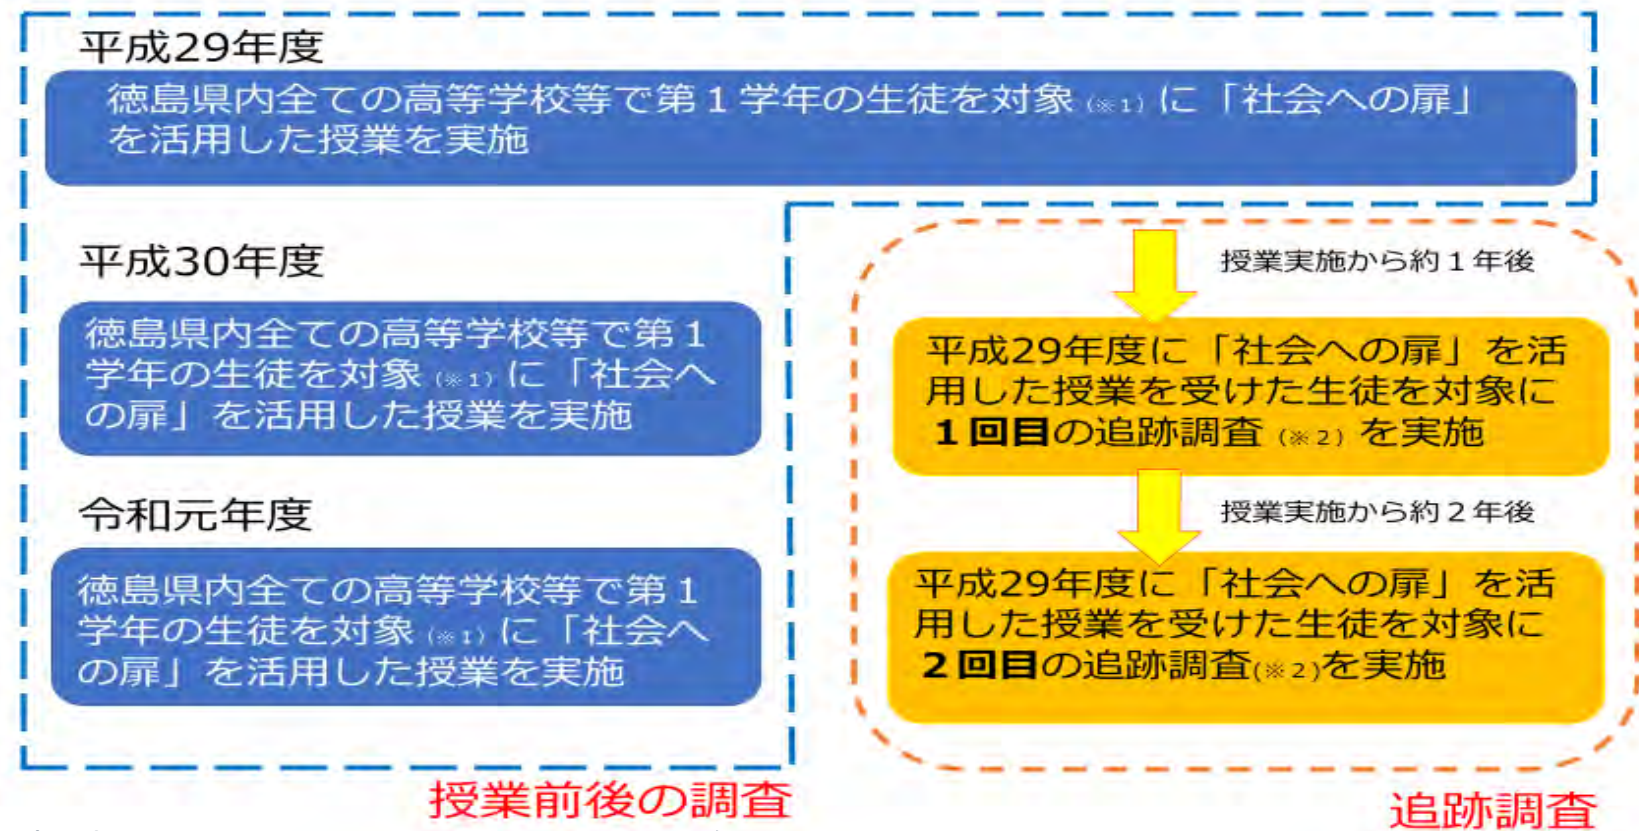 平成29年度
徳島県内全ての高等学校等で第１学年の生徒を対象(※1)に「社会への扉」
を活用した授業を実施
平成30年度
徳島県内全ての高等学校等で第１
学年の生徒を対象(※1)に「社会へ
の扉」を活用した授業を実施
令和元年度
徳島県内全ての高等学校等で第１
学年の生徒を対象(※1)に「社会へ
の扉」を活用した授業を実施
授業前後の調査
授業実施から約１年後
平成29年度に「社会への扉」を活
用した授業を受けた生徒を対象に
１回目の追跡調査(※2)を実施
授業実施から約２年後
平成29年度に「社会への扉」を活
用した授業を受けた生徒を対象に
２回目の追跡調査(※2)を実施
追跡調査